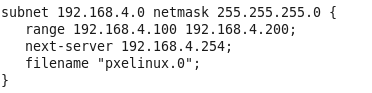 subnet 192.168.4.0 netmask 255.255.255.0 {
   range 192.168.4.100 192.168.4.200;
   next-server 192.168.4.254;
   filename "pxelinux.0";
}